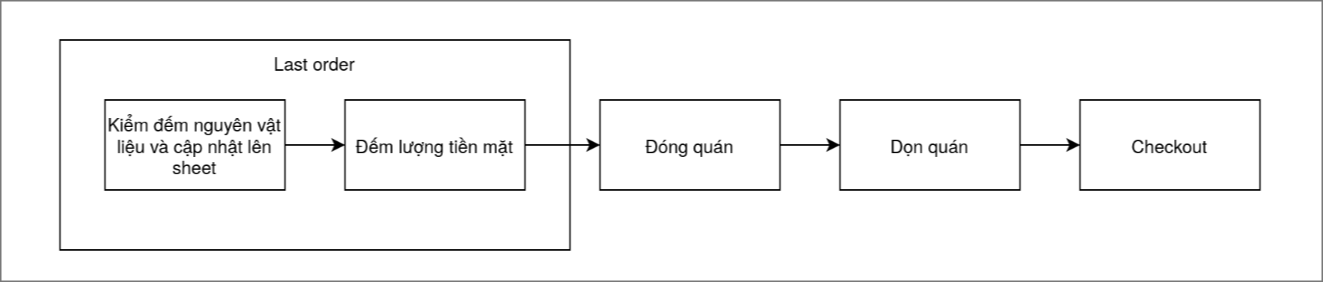 Last order
Kiểm đếm nguyên vật
liệu và cập nhật lên
sheet
Đếm lượng tiền mặt
Đóng quán
Dọn quán
Checkout